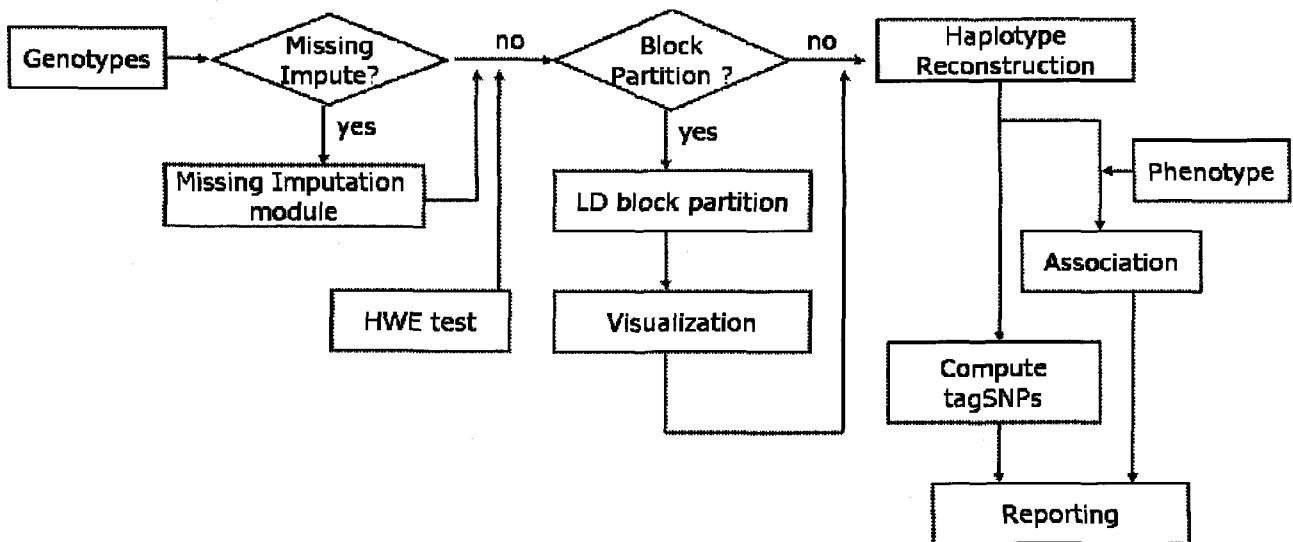 Genotypes
Missing
Impute?
no
yes
Missing Imputation
module
HWE test
Block
Partition ?
no
yes
LD block partition
Visualization
Haplotype
Reconstruction
Phenotype
Association
Compute
tagSNPs
Reporting